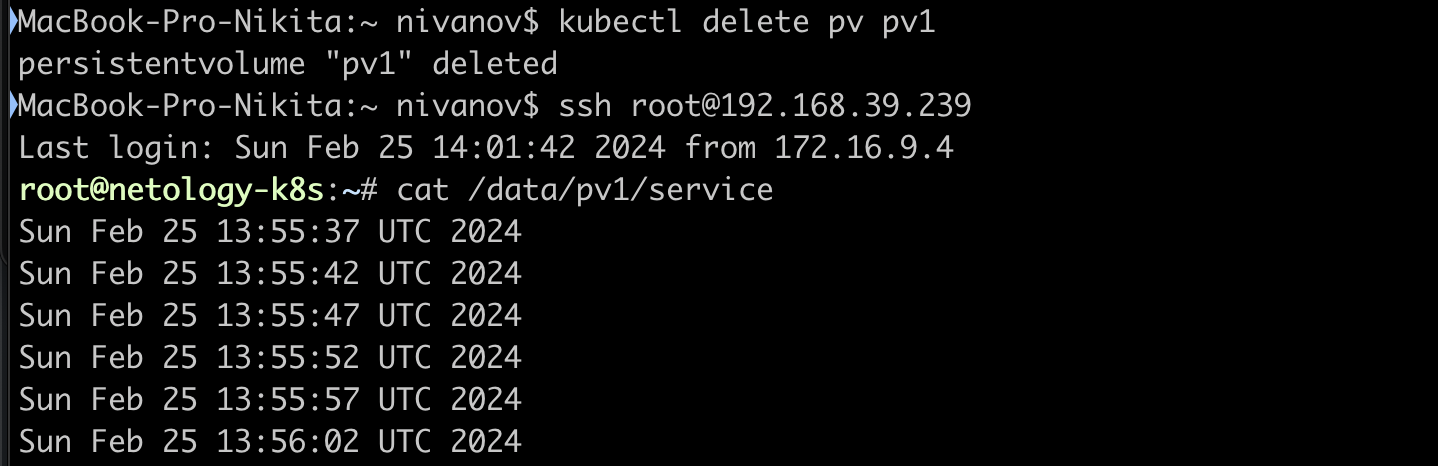 MacBook-Pro-Nikita:~ nivanov$ kubectl delete pv pv1
persistentvolume "pv1" deleted
MacBook-Pro-Nikita:~ nivanov$ ssh root@192.168.39.239
Last login: Sun Feb 25 14:01:42 2024 from 172.16.9.4
root@netology-k8s:~# cat /data/pv1/service
Sun Feb 25 13:55:37 UTC 2024
Sun Feb 25 13:55:42 UTC 2024
Sun Feb 25 13:55:47 UTC 2024
Sun Feb 25 13:55:52 UTC 2024
Sun Feb 25 13:55:57 UTC 2024
Sun Feb 25 13:56:02 UTC 2024